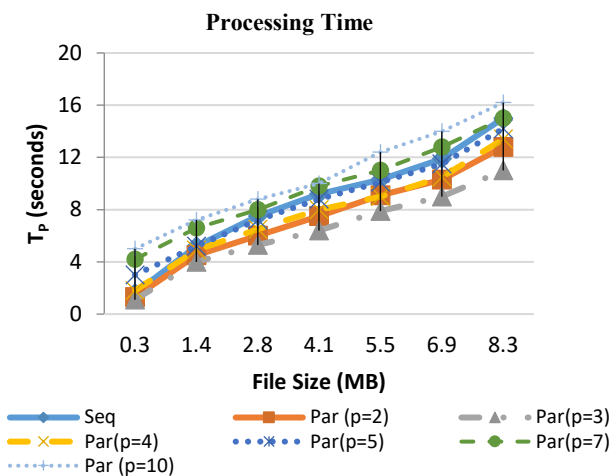 Processing Time
20
16
12
8
4
0
T_P (seconds)
0.3 1.4 2.8 4.1 5.5 6.9 8.3
File Size (MB)
Seq Par (p=2) Par(p=3)
Par(p=4) Par(p=5) Par(p=7)
Par (p=10)